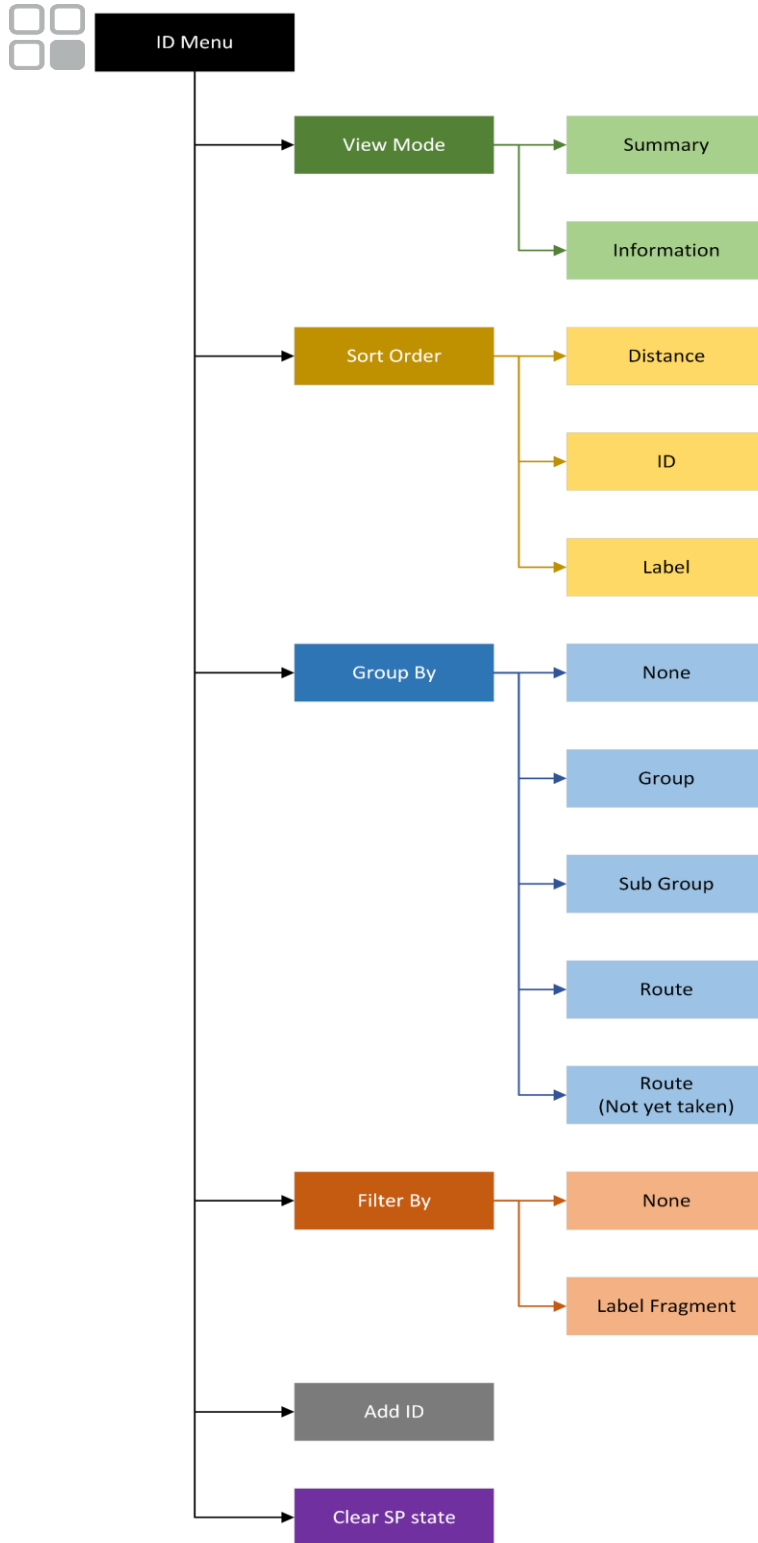 ID Menu
View Mode
Summary
Information
Sort Order
Distance
ID
Label
Group By
None
Group
Sub Group
Route
Route
(Not yet taken)
Filter By
None
Label Fragment
Add ID
Clear SP state